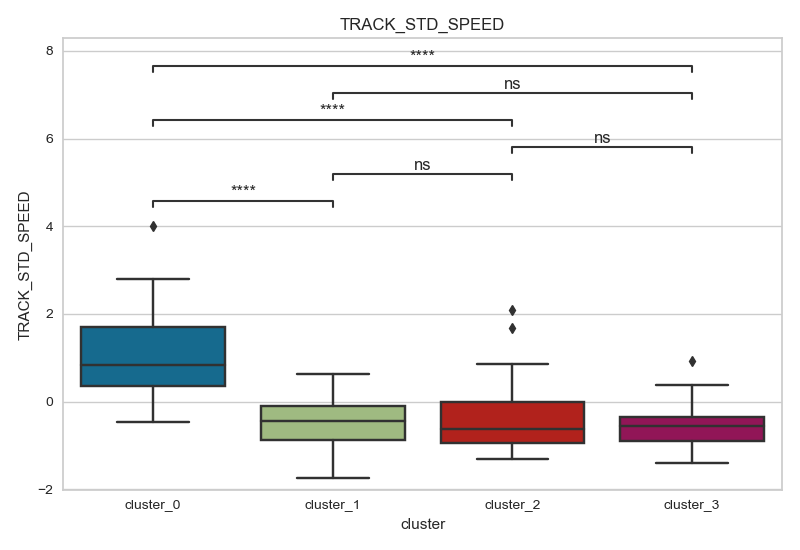 TRACK_STD_SPEED
8
****
ns
****
6
ns
ns
****
4
2
0
−2
TRACK_STD_SPEED
cluster_0 cluster_1 cluster_2 cluster_3
cluster